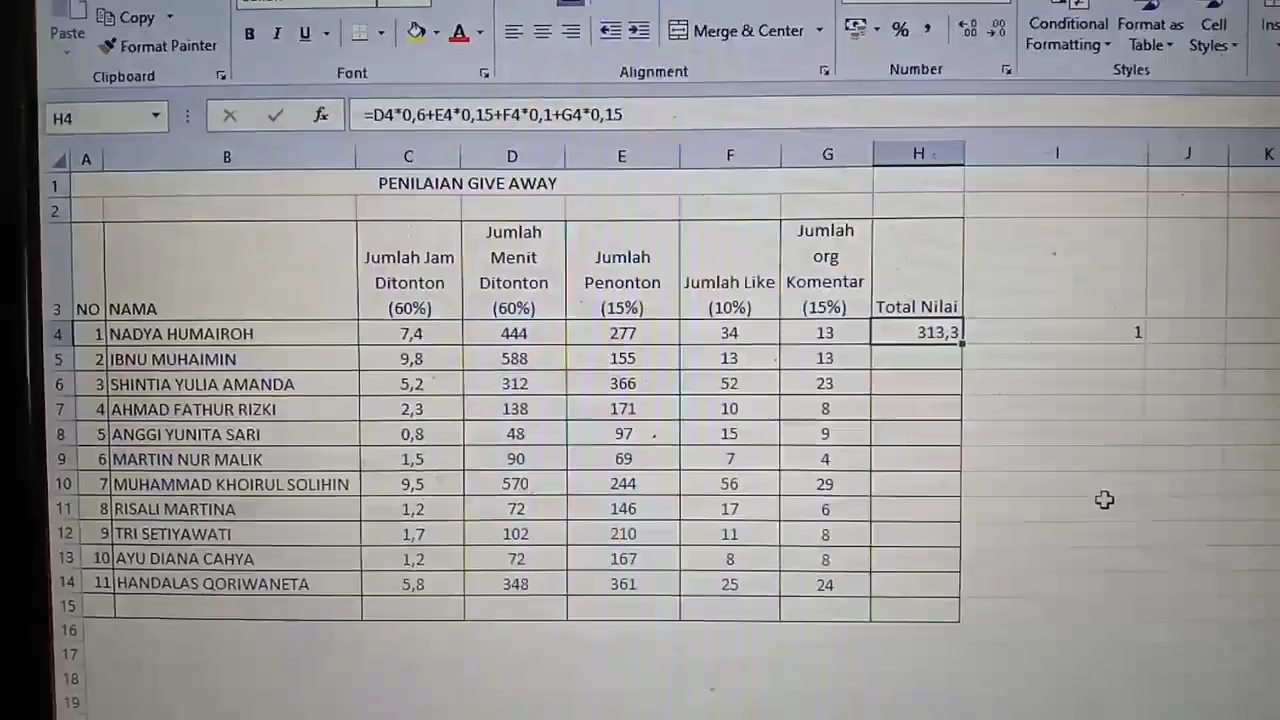 Paste
Copy
Format Painter
Clipboard
B I U
A
Font
Merge & Center
Alignment
% ,
Number
Conditional Formatting
Format as Table
Cell Styles
Styles
H4
fx
=D4*0,6+E4*0,15+F4*0,1+G4*0,15
A B C D E F G H I J K
1 PENILAIAN GIVE AWAY
2
3 NO NAMA Jumlah Jam Ditonton (60%) Jumlah Menit Ditonton (60%) Jumlah Penonton (15%) Jumlah Like (10%) Jumlah org Komentar (15%) Total Nilai
4 1 NADYA HUMAIROH 7,4 444 277 34 13 313,3 1
5 2 IBNU MUHAIMIN 9,8 588 155 13 13
6 3 SHINTIA YULIA AMANDA 5,2 312 366 52 23
7 4 AHMAD FATHUR RIZKI 2,3 138 171 10 8
8 5 ANGGI YUNITA SARI 0,8 48 97 15 9
9 6 MARTIN NUR MALIK 1,5 90 69 7 4
10 7 MUHAMMAD KHOIRUL SOLIHIN 9,5 570 244 56 29
11 8 RISALI MARTINA 1,2 72 146 17 6
12 9 TRI SETIYAWATI 1,7 102 210 11 8
13 10 AYU DIANA CAHYA 1,2 72 167 8 8
14 11 HANDALAS QORIWANETA 5,8 348 361 25 24
15
16
17
18
19